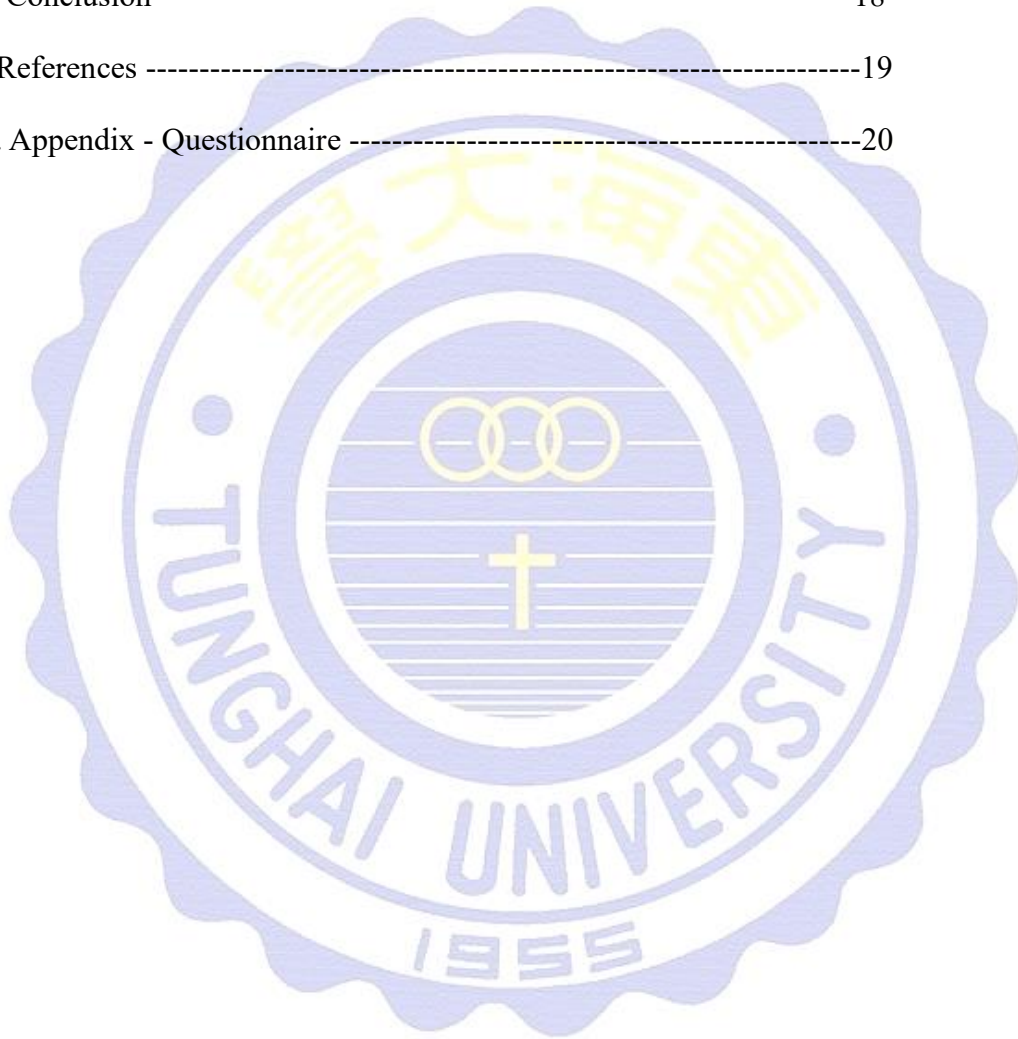 Conclusion 18
References -------------------------------------------------------------------19
. Appendix - Questionnaire ------------------------------------------------20
學大:海東
TUNGHAI UNIVERSITY
1955